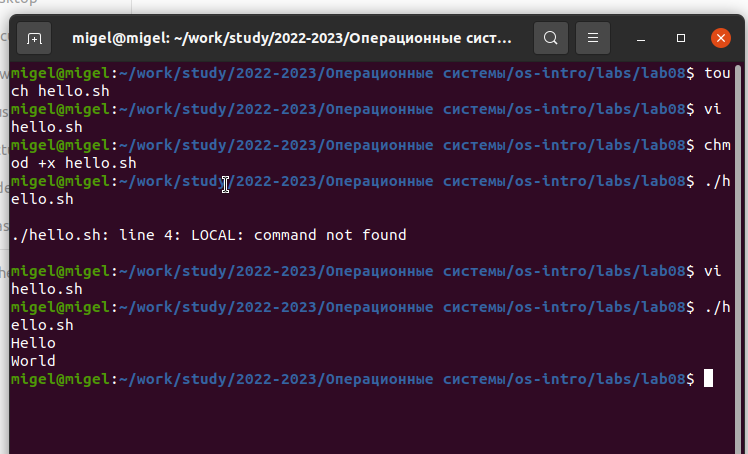 migel@migel: ~/work/study/2022-2023/Операционные сист...
migel@migel:~/work/study/2022-2023/Операционные системы/os-intro/labs/lab08$ tou
ch hello.sh
migel@migel:~/work/study/2022-2023/Операционные системы/os-intro/labs/lab08$ vi
hello.sh
migel@migel:~/work/study/2022-2023/Операционные системы/os-intro/labs/lab08$ chm
od +x hello.sh
migel@migel:~/work/study/2022-2023/Операционные системы/os-intro/labs/lab08$ ./h
ello.sh
./hello.sh: line 4: LOCAL: command not found
migel@migel:~/work/study/2022-2023/Операционные системы/os-intro/labs/lab08$ vi
hello.sh
migel@migel:~/work/study/2022-2023/Операционные системы/os-intro/labs/lab08$ ./h
ello.sh
Hello
World
migel@migel:~/work/study/2022-2023/Операционные системы/os-intro/labs/lab08$